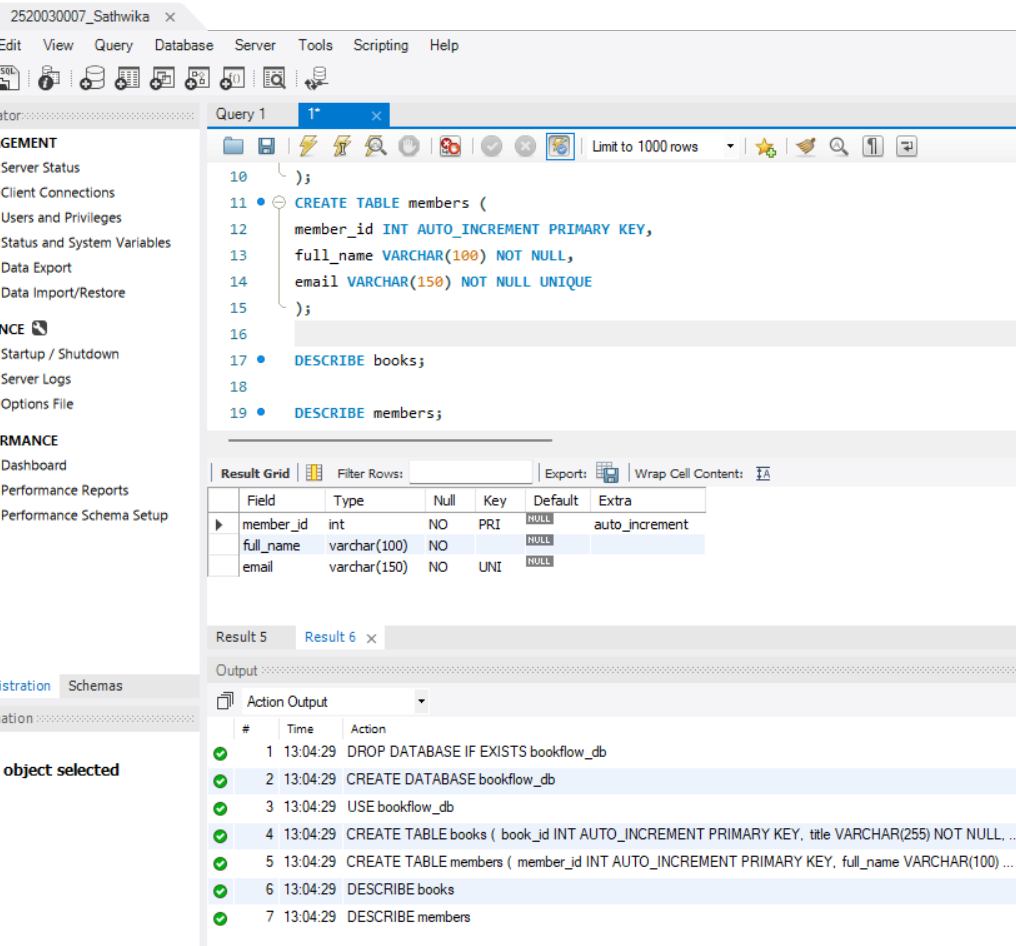 2520030007_Sathwika
Edit View Query Database Server Tools Scripting Help
Query 1 1*
Limit to 1000 rows
10 );
11 CREATE TABLE members (
12 member_id INT AUTO_INCREMENT PRIMARY KEY,
13 full_name VARCHAR(100) NOT NULL,
14 email VARCHAR(150) NOT NULL UNIQUE
15 );
16
17 DESCRIBE books;
18
19 DESCRIBE members;
ator
GEMENT
Server Status
Client Connections
Users and Privileges
Status and System Variables
Data Export
Data Import/Restore
NCE
Startup / Shutdown
Server Logs
Options File
RMANCE
Dashboard
Performance Reports
Performance Schema Setup
istration Schemas
ation
object selected
Result Grid Filter Rows: Export: Wrap Cell Content:
Field Type Null Key Default Extra
member_id int NO PRI NULL auto_increment
full_name varchar(100) NO NULL
email varchar(150) NO UNI NULL
Result 5 Result 6
Output
Action Output
# Time Action
1 13:04:29 DROP DATABASE IF EXISTS bookflow_db
2 13:04:29 CREATE DATABASE bookflow_db
3 13:04:29 USE bookflow_db
4 13:04:29 CREATE TABLE books ( book_id INT AUTO_INCREMENT PRIMARY KEY, title VARCHAR(255) NOT NULL, ...
5 13:04:29 CREATE TABLE members ( member_id INT AUTO_INCREMENT PRIMARY KEY, full_name VARCHAR(100) ...
6 13:04:29 DESCRIBE books
7 13:04:29 DESCRIBE members